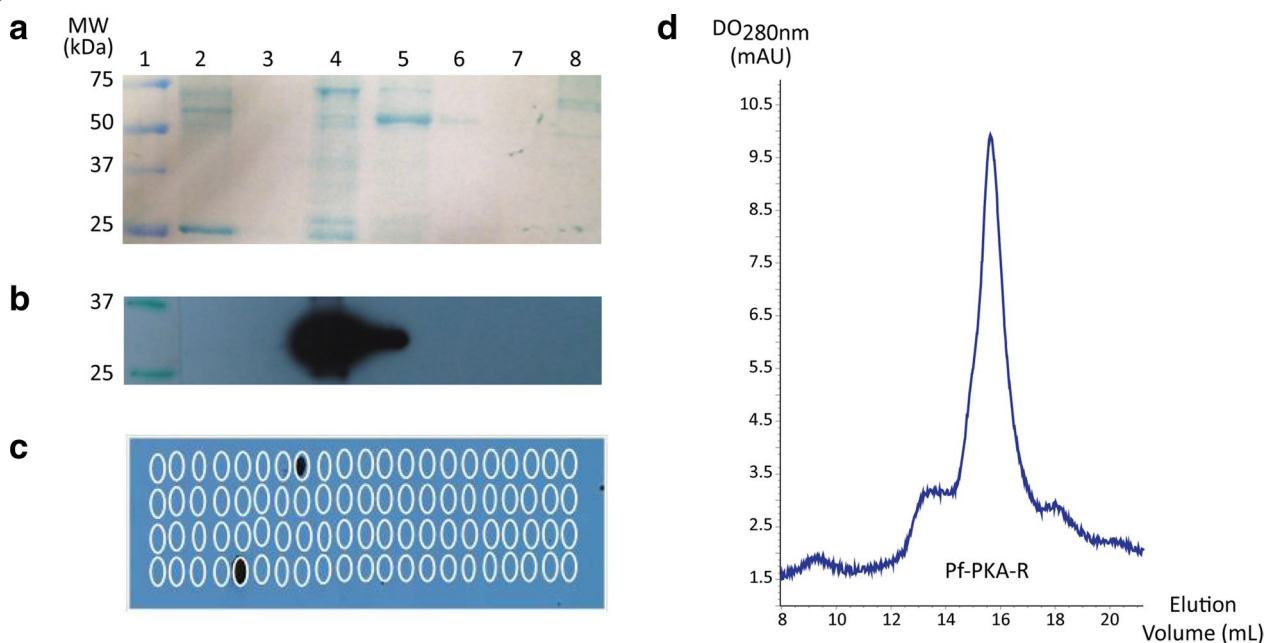 a
MW
(kDa)
1 2 3 4 5 6 7 8
75
50
37
25
b
37
25
c
d
DO280nm
(mAU)
10.5
9.5
8.5
7.5
6.5
5.5
4.5
3.5
2.5
1.5
Pf-PKA-R
8 10 12 14 16 18 20
Elution
Volume (mL)